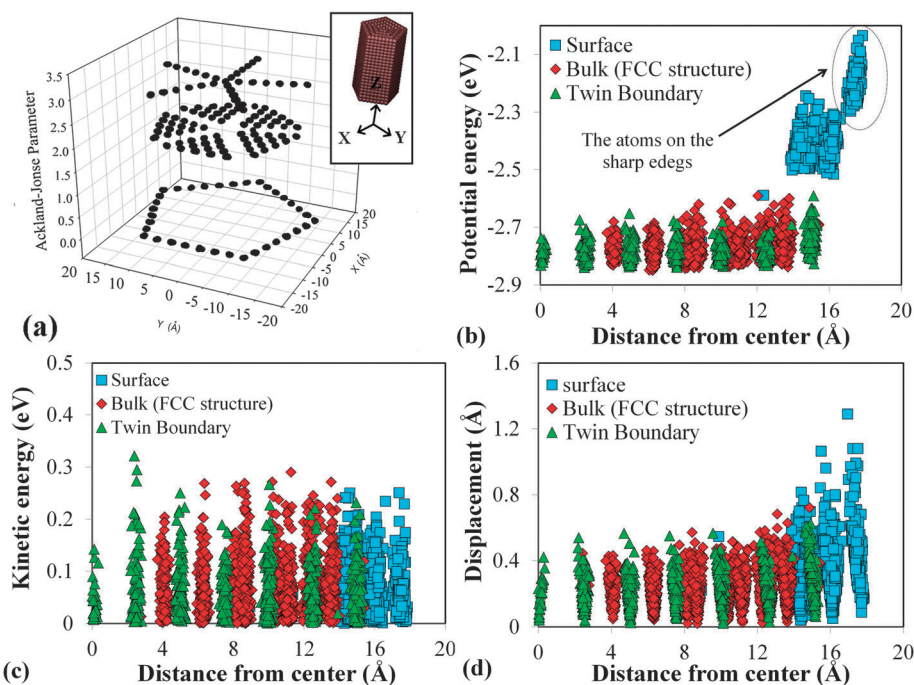 (a)
Ackland-Jonse Parameter
3.5
3.0
2.5
2.0
1.5
1.0
0.5
0.0
20
15
10
5
0
-5
-10
-15
-20
Y (Å)
20
15
10
5
0
-5
-10
-15
-20
X (Å)
Z
X
Y
(b)
Potential energy (eV)
-2.1
-2.3
-2.5
-2.7
-2.9
Surface
Bulk (FCC structure)
Twin Boundary
The atoms on the
sharp edegs
0
4
8
12
16
20
Distance from center (Å)
(c)
Kinetic energy (eV)
0.5
0.4
0.3
0.2
0.1
0
Surface
Bulk (FCC structure)
Twin Boundary
0
4
8
12
16
20
Distance from center (Å)
(d)
Displacement (Å)
1.6
1.2
0.8
0.4
0
surface
Bulk (FCC structure)
Twin Boundary
0
4
8
12
16
20
Distance from center (Å)